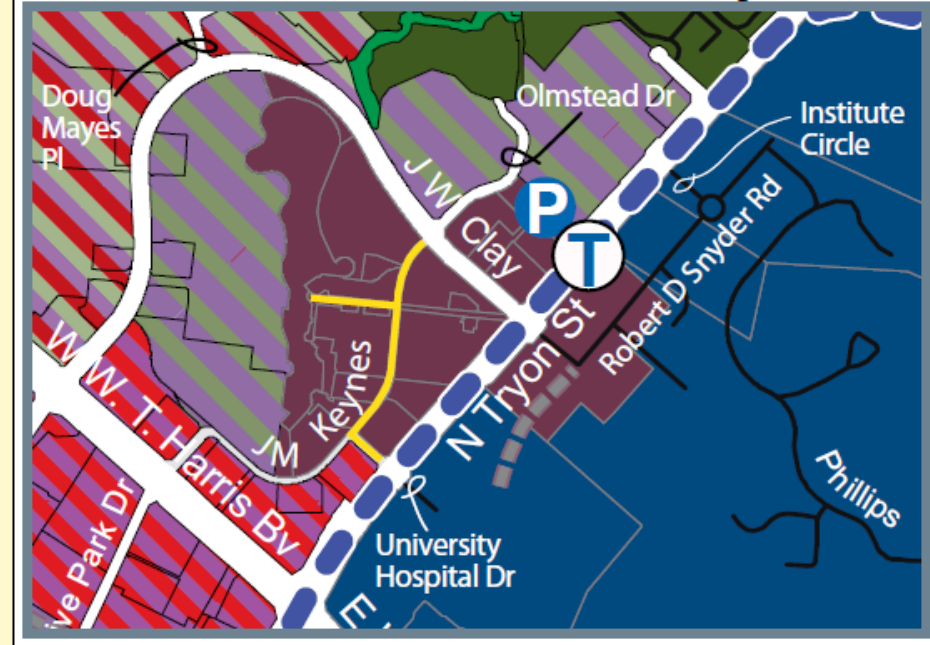 Doug
Mayes
Pl
Olmstead Dr
Institute
Circle
J W Clay
P
T
Robert D Snyder Rd
N Tryon St
JM Keynes
W. W. T. Harris Bv
ive Park Dr
University
Hospital Dr
Phillips
E